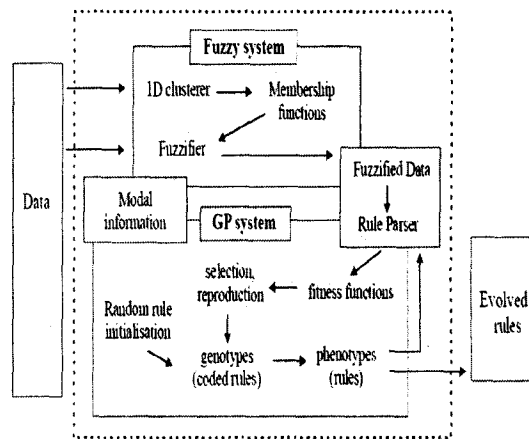 Fuzzy system
1D clusterer
Membership
functions
Fuzzifier
Data
Fuzzified Data
Modal
information
GP system
Rule Parser
selection,
reproduction
fitness functions
Random rule
initialisation
Evolved
rules
genotypes
(coded rules)
phenotypes
(rules)